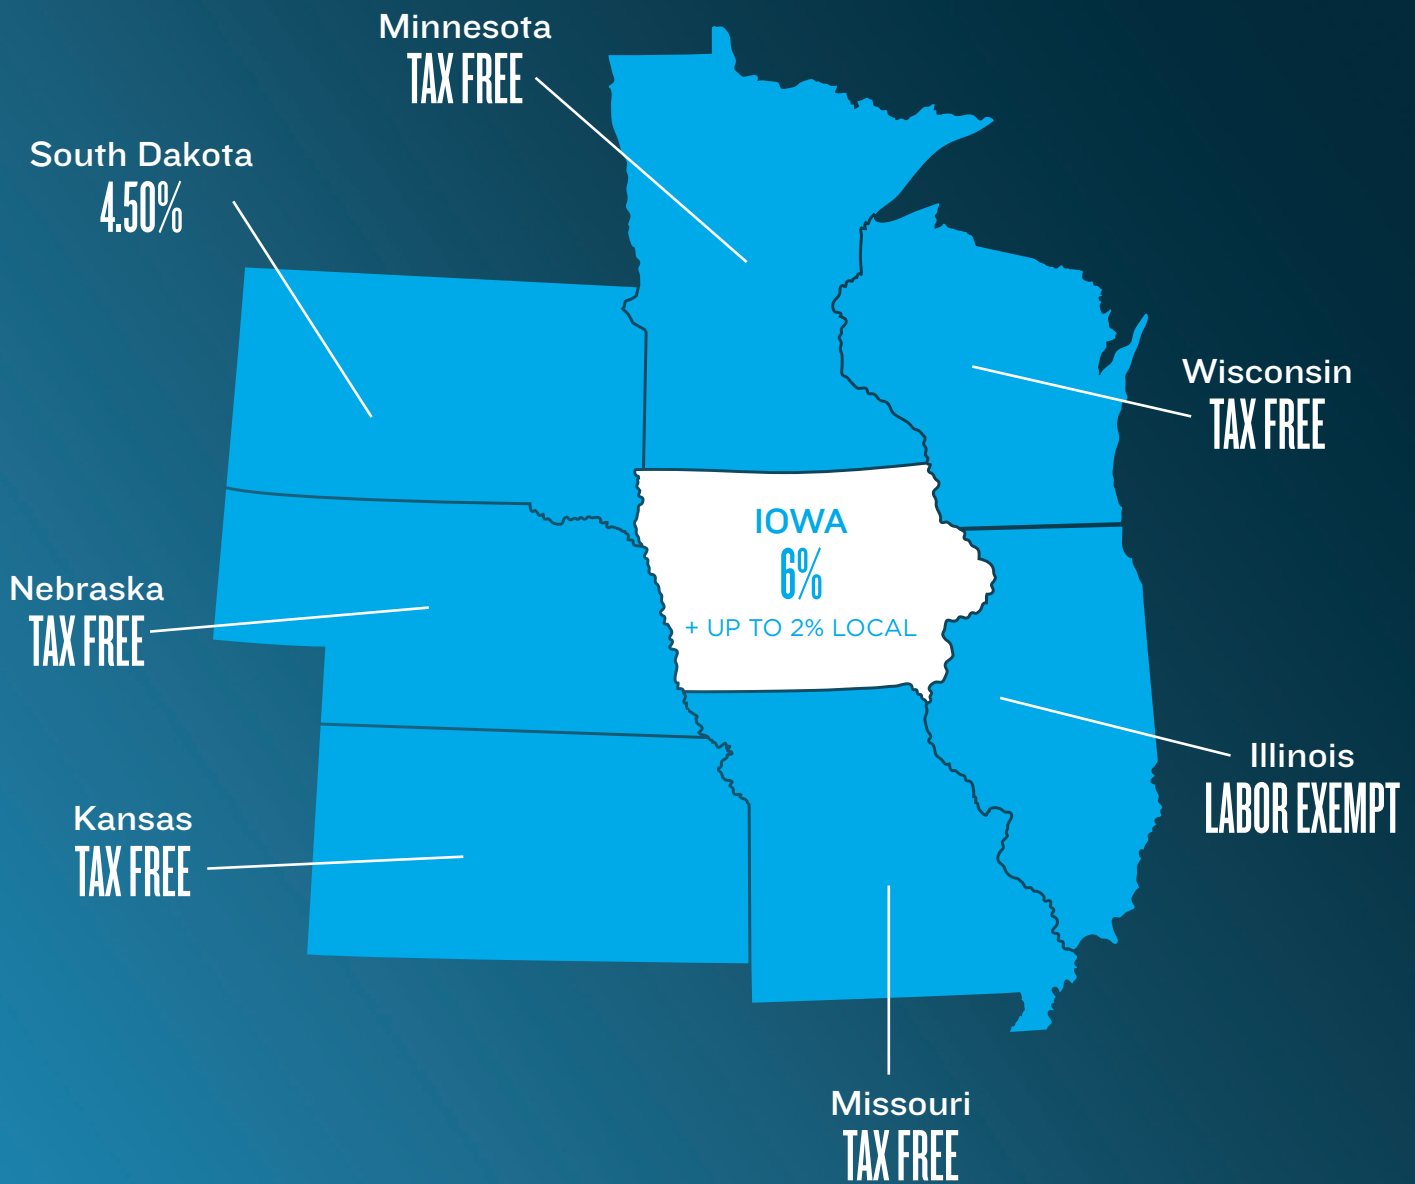 Minnesota
TAX FREE
South Dakota
4.50%
Wisconsin
TAX FREE
IOWA
6%
+ UP TO 2% LOCAL
Nebraska
TAX FREE
Illinois
LABOR EXEMPT
Kansas
TAX FREE
Missouri
TAX FREE